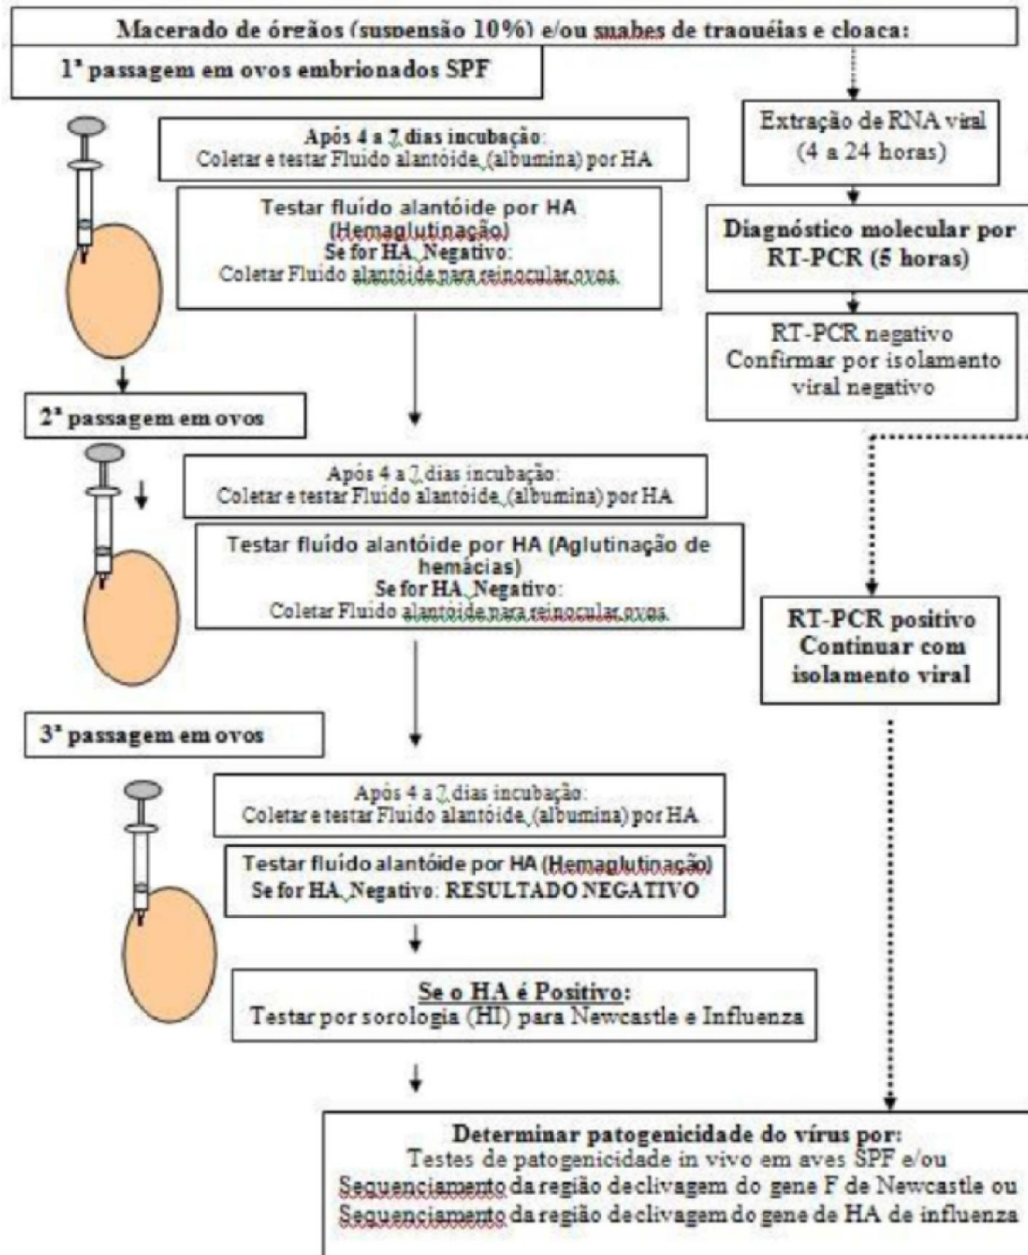 Macerado de órgãos (suspensão 10%) e/ou suabes de traquéias e cloaca:
1ª passagem em ovos embrionados SPF
Após 4 a 7 dias incubação:
Coletar e testar Fluido alantóide, (albumina) por HA
Testar fluído alantóide por HA
(Hemaglutinação)
Se for HA Negativo:
Coletar Fluido alantóide para reinocular ovos.
2ª passagem em ovos
Após 4 a 7 dias incubação:
Coletar e testar Fluido alantóide, (albumina) por HA
Testar fluído alantóide por HA (Aglutinação de
hemácias)
Se for HA Negativo:
Coletar Fluido alantóide para reinocular ovos.
3ª passagem em ovos
Após 4 a 7 dias incubação:
Coletar e testar Fluido alantóide, (albumina) por HA
Testar fluído alantóide por HA (Hemaglutinação)
Se for HA Negativo: RESULTADO NEGATIVO
Se o HA é Positivo:
Testar por sorologia (HI) para Newcastle e Influenza
Extração de RNA viral
(4 a 24 horas)
Diagnóstico molecular por
RT-PCR (5 horas)
RT-PCR negativo
Confirmar por isolamento
viral negativo
RT-PCR positivo
Continuar com
isolamento viral
Determinar patogenicidade do vírus por:
Testes de patogenicidade in vivo em aves SPF e/ou
Sequenciamento da região declivagem do gene F de Newcastle ou
Sequenciamento da região declivagem do gene de HA de influenza